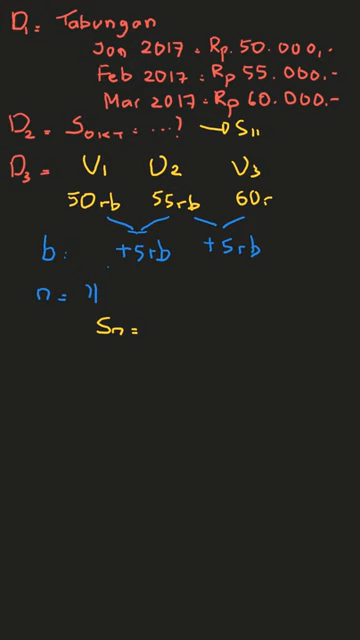 D1 = Tabungan
Jan 2017 = Rp. 50.000,-
Feb 2017 = Rp 55.000.-
Mar 2017 = Rp 60.000.-
D2 = SOKT = ...? → S11
D3 = U1 U2 U3
50rb 55rb 60r
b : +5rb +5rb
n = 11
Sn =